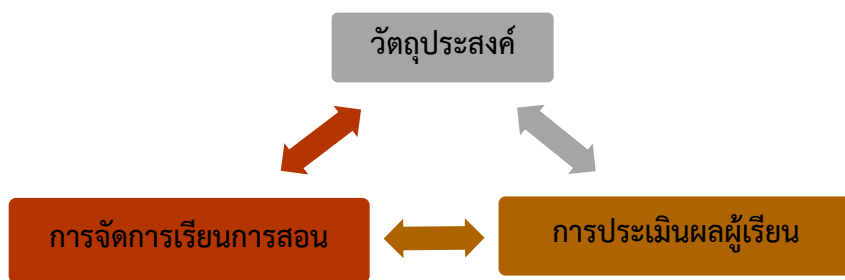 วัตถุประสงค์
การจัดการเรียนการสอน
การประเมินผลผู้เรียน